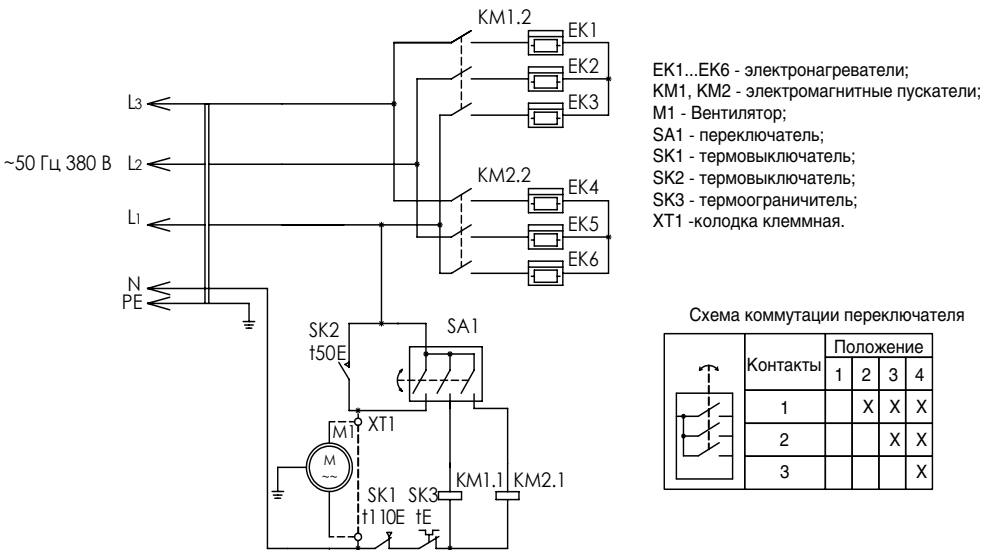 KM1.2
EK1
EK2
EK3
L3
~50 Гц 380 В L2
L1
N
PE
KM2.2
EK4
EK5
EK6
EK1...EK6 - электронагреватели;
KM1, KM2 - электромагнитные пускатели;
M1 - Вентилятор;
SA1 - переключатель;
SK1 - термовыключатель;
SK2 - термовыключатель;
SK3 - термоограничитель;
XT1 -колодка клеммная.
SK2
t50E
SA1
M1
XT1
M
~~
SK1
t110E
SK3
tE
KM1.1
KM2.1
Схема коммутации переключателя
Контакты
Положение
1 2 3 4
1 X X X
2 X X
3 X